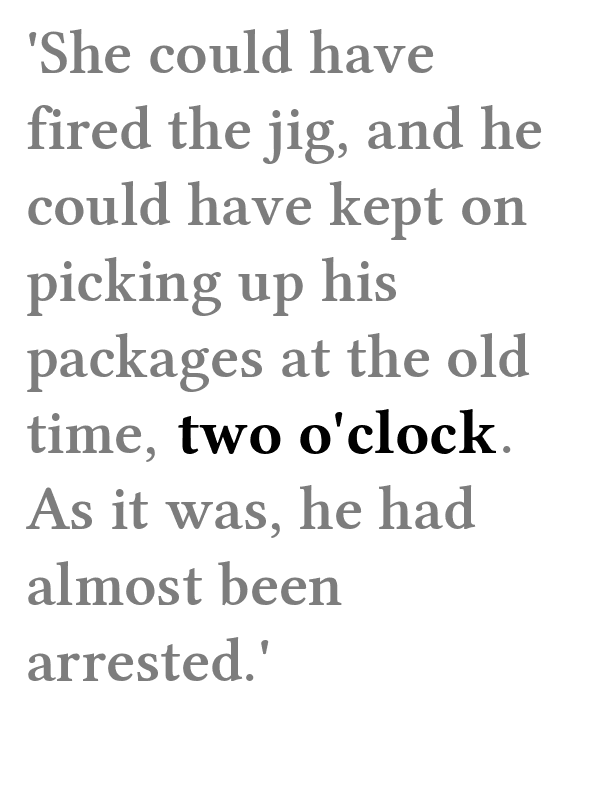 'She could have
fired the jig, and he
could have kept on
picking up his
packages at the old
time, two o'clock.
As it was, he had
almost been
arrested.'